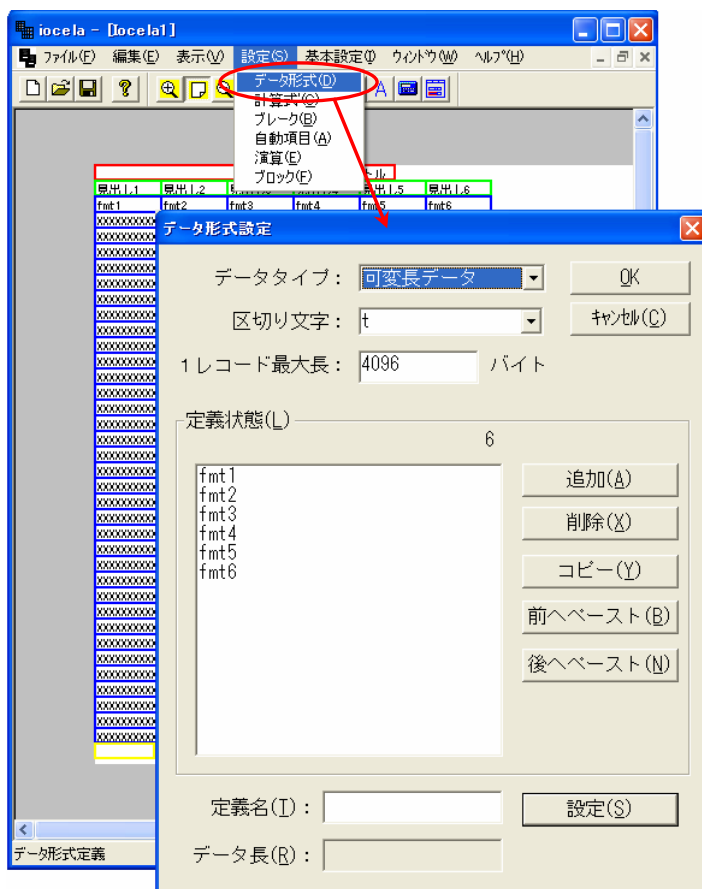 iocela - [Iocela1]
ファイル(F) 編集(E) 表示(V) 設定(S) 基本設定(I) ウィンドウ(W) ヘルプ(H)
データ形式(D)
計算式(C)
ブレーク(B)
自動項目(A)
演算(E)
ブロック(F)
見出し1 見出し2 見出し5 見出し6
fmt1 fmt2 fmt3 fmt4 fmt5 fmt6
データ形式設定
データタイプ： 可変長データ OK
区切り文字： t キャンセル(C)
1レコード最大長： 4096 バイト
定義状態(L)
6
fmt1
fmt2
fmt3
fmt4
fmt5
fmt6
追加(A)
削除(X)
コピー(Y)
前へペースト(B)
後へペースト(N)
定義名(T)： 設定(S)
データ長(R)：
データ形式定義